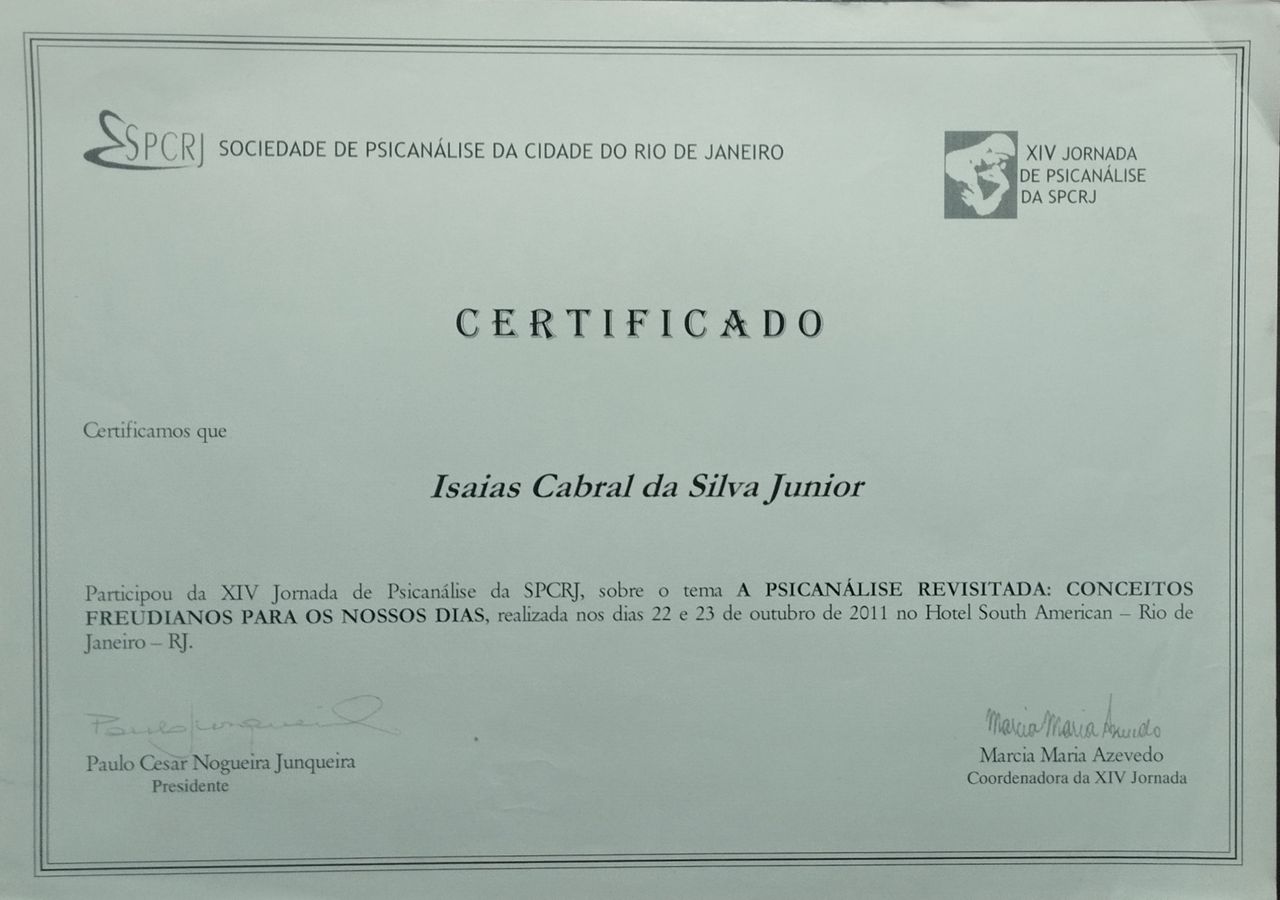 SPCRJ SOCIEDADE DE PSICANÁLISE DA CIDADE DO RIO DE JANEIRO
XIV JORNADA
DE PSICANÁLISE
DA SPCRJ
CERTIFICADO
Certificamos que
Isaias Cabral da Silva Junior
Participou da XIV Jornada de Psicanálise da SPCRJ, sobre o tema A PSICANÁLISE REVISITADA: CONCEITOS
FREUDIANOS PARA OS NOSSOS DIAS, realizada nos dias 22 e 23 de outubro de 2011 no Hotel South American – Rio de
Janeiro – RJ.
Paulo Junqueira
Paulo Cesar Nogueira Junqueira
Presidente
Marcia Maria Azevedo
Marcia Maria Azevedo
Coordenadora da XIV Jornada